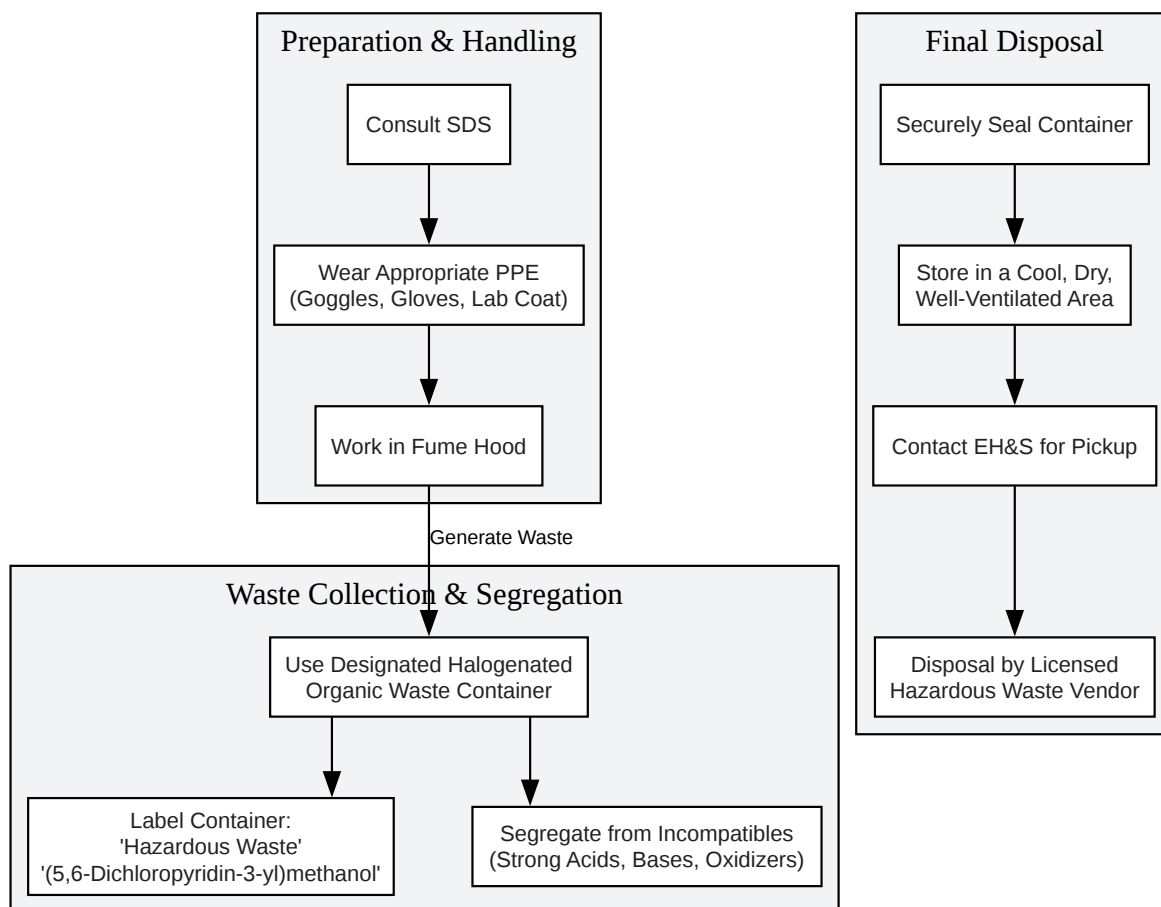 Preparation & Handling
Consult SDS
Wear Appropriate PPE
(Goggles, Gloves, Lab Coat)
Work in Fume Hood
Generate Waste
Waste Collection & Segregation
Use Designated Halogenated
Organic Waste Container
Label Container:
'Hazardous Waste'
'(5,6-Dichloropyridin-3-yl)methanol'
Segregate from Incompatibles
(Strong Acids, Bases, Oxidizers)
Final Disposal
Securely Seal Container
Store in a Cool, Dry,
Well-Ventilated Area
Contact EH&S for Pickup
Disposal by Licensed
Hazardous Waste Vendor